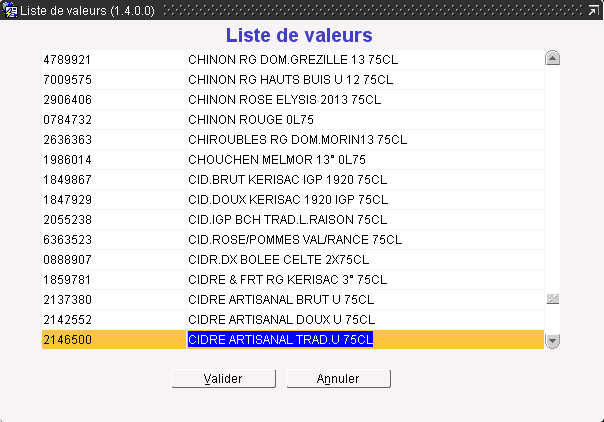 Liste de valeurs (1.4.0.0)
Liste de valeurs
4789921 CHINON RG DOM.GREZILLE 13 75CL
7009575 CHINON RG HAUTS BUIS U 12 75CL
2906406 CHINON ROSE ELYSIS 2013 75CL
0784732 CHINON ROUGE 0L75
2636363 CHIROUBLES RG DOM.MORIN13 75CL
1986014 CHOUCHEN MELMOR 13° 0L75
1849867 CID.BRUT KERISAC IGP 1920 75CL
1847929 CID.DOUX KERISAC 1920 IGP 75CL
2055238 CID.IGP BCH TRAD.L.RAISON 75CL
6363523 CID.ROSE/POMMES VAL/RANCE 75CL
0888907 CIDR.DX BOLEE CELTE 2X75CL
1859781 CIDRE & FRT RG KERISAC 3° 75CL
2137380 CIDRE ARTISANAL BRUT U 75CL
2142552 CIDRE ARTISANAL DOUX U 75CL
2146500 CIDRE ARTISANAL TRAD.U 75CL
Valider Annuler